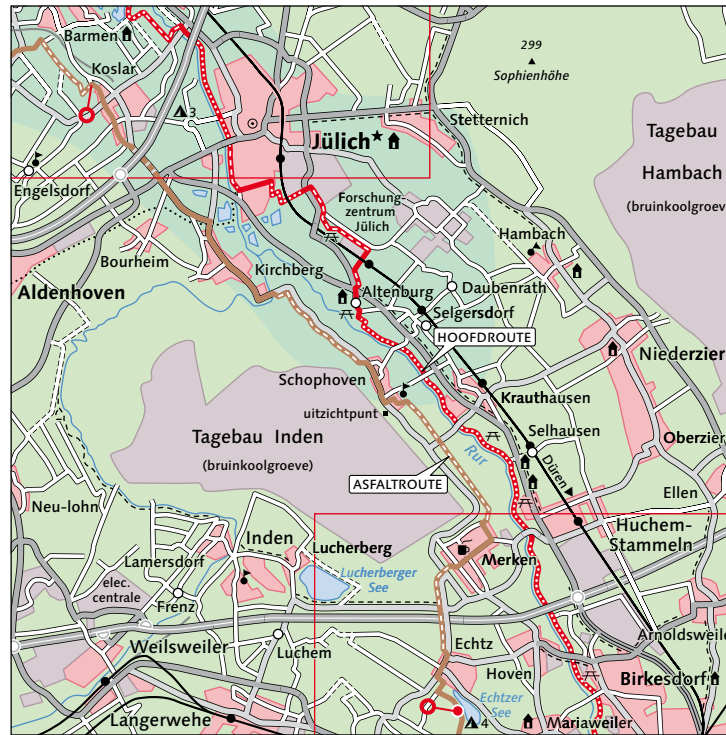 Barmen
Koslar
299
Sophienhöhe
3
Stetternich
Jülich*
Tagebau
Hambach
(bruinkoolgroeve
Engelsdorf
Forschung-
zentrum
Jülich
Hambach
Bourheim
Kirchberg
Aldenhoven
Altenburg
Daubenrath
Selgersdorf
HOOFDROUTE
Niederzier
Schophoven
Krauthausen
uitzichtpunt
Tagebau Inden
(bruinkoolgroeve)
Selhausen
Rur
Oberzier
Düren
ASFALTROUTE
Ellen
Neu-lohn
Inden
Lucherberg
Huchem-
Stammeln
Lamersdorf
Merken
Lucherberger
See
elec.
centrale
Frenz
Weilsweiler
Luchem
Echtz
Arnoldsweile
Hoven
Birkesdorf
Echtzer
See
Langerwehe
4
Mariaweiler